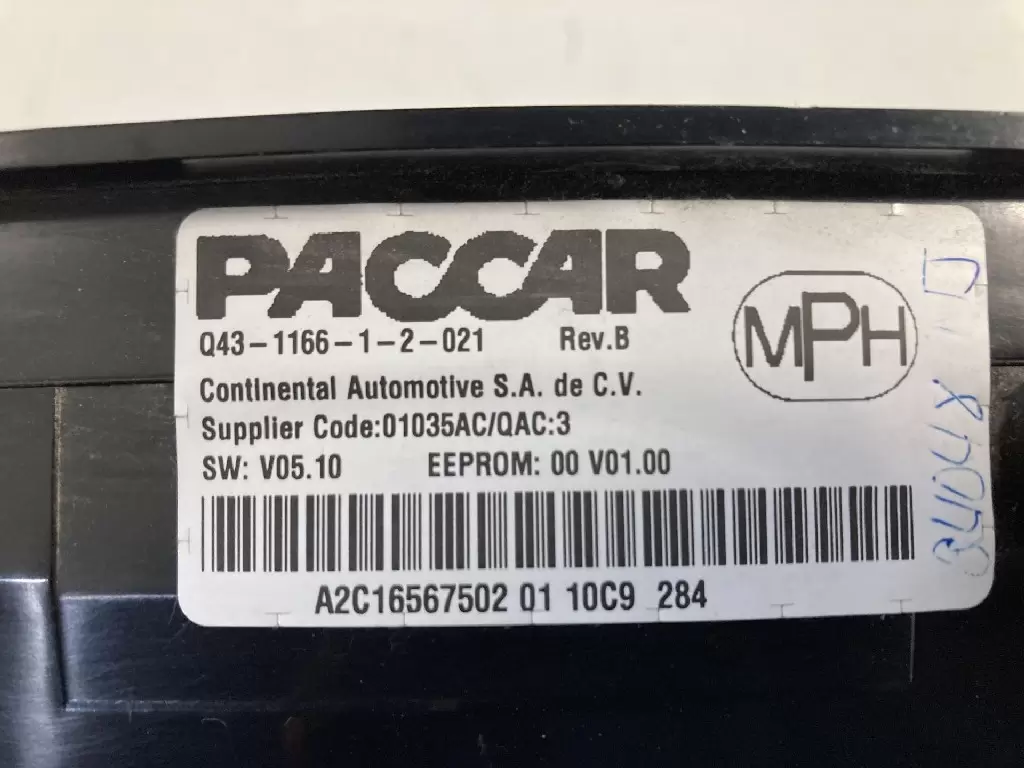 PACCAR
Q43-1166-1-2-021 Rev.B
MPH
Continental Automotive S.A. de C.V.
Supplier Code:01035AC/QAC:3
SW: V05.10 EEPROM: 00 V01.00
A2C16567502 01 10C9 284